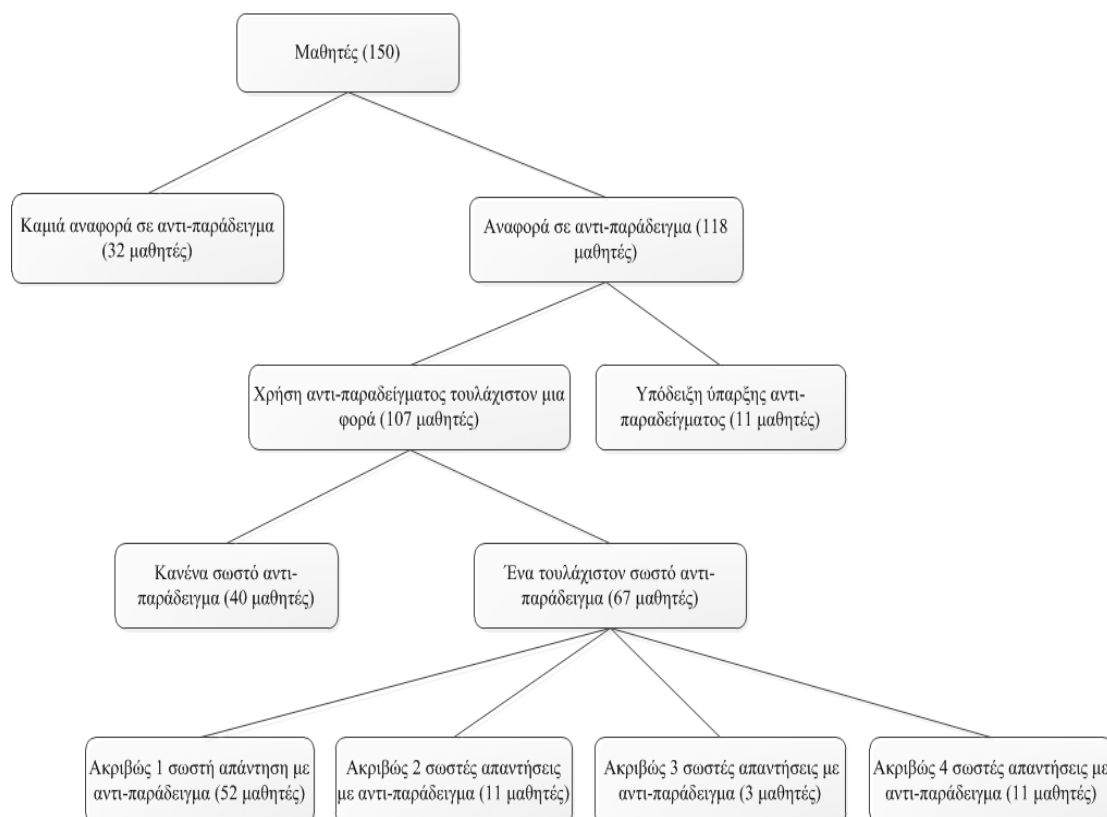 Μαθητές (150)
Καμιά αναφορά σε αντι-παράδειγμα
(32 μαθητές)
Αναφορά σε αντι-παράδειγμα (118
μαθητές)
Χρήση αντι-παραδείγματος τουλάχιστον μια
φορά (107 μαθητές)
Υπόδειξη ύπαρξης αντι-
παραδείγματος (11 μαθητές)
Κανένα σωστό αντι-
παράδειγμα (40 μαθητές)
Ένα τουλάχιστον σωστό αντι-
παράδειγμα (67 μαθητές)
Ακριβώς 1 σωστή απάντηση με
αντι-παράδειγμα (52 μαθητές)
Ακριβώς 2 σωστές απαντήσεις
με αντι-παράδειγμα (11 μαθητές)
Ακριβώς 3 σωστές απαντήσεις με
αντι-παράδειγμα (3 μαθητές)
Ακριβώς 4 σωστές απαντήσεις με
αντι-παράδειγμα (11 μαθητές)